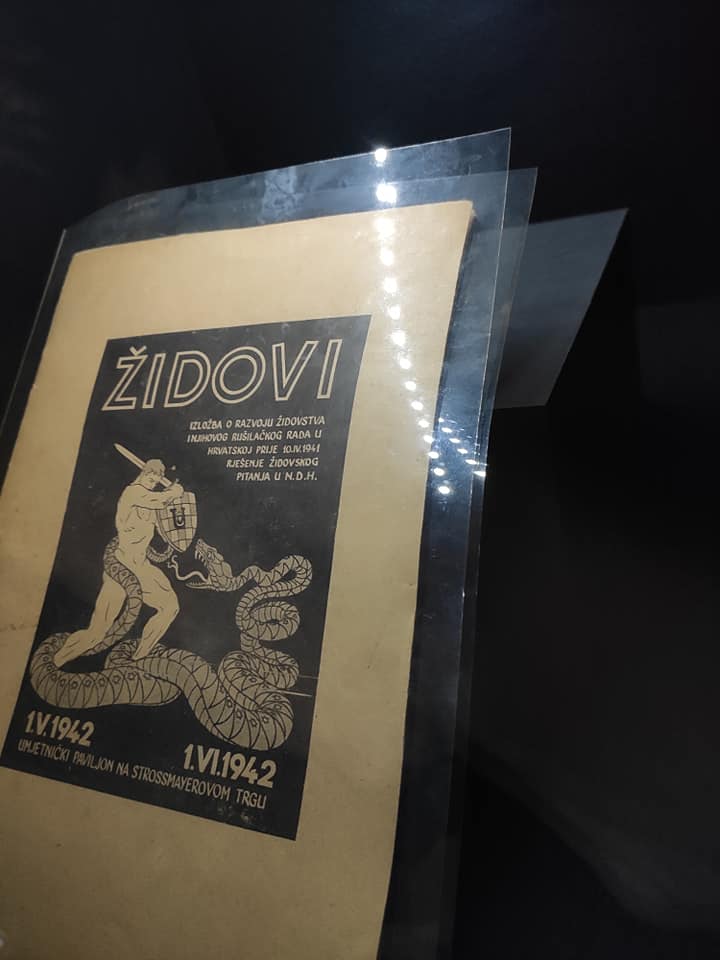 ŽIDOVI
IZLOŽBA O RAZVOJU ŽIDOVSTVA
I NJIHOVOG RUŠILAČKOG RADA U
HRVATSKOJ PRIJE 10.IV.1941
RJEŠENJE ŽIDOVSKOG
PITANJA U N.D.H.
U
1.V.1942
1.VI.1942
UMJETNIČKI PAVILJON NA STROSSMAYEROVOM TRGU